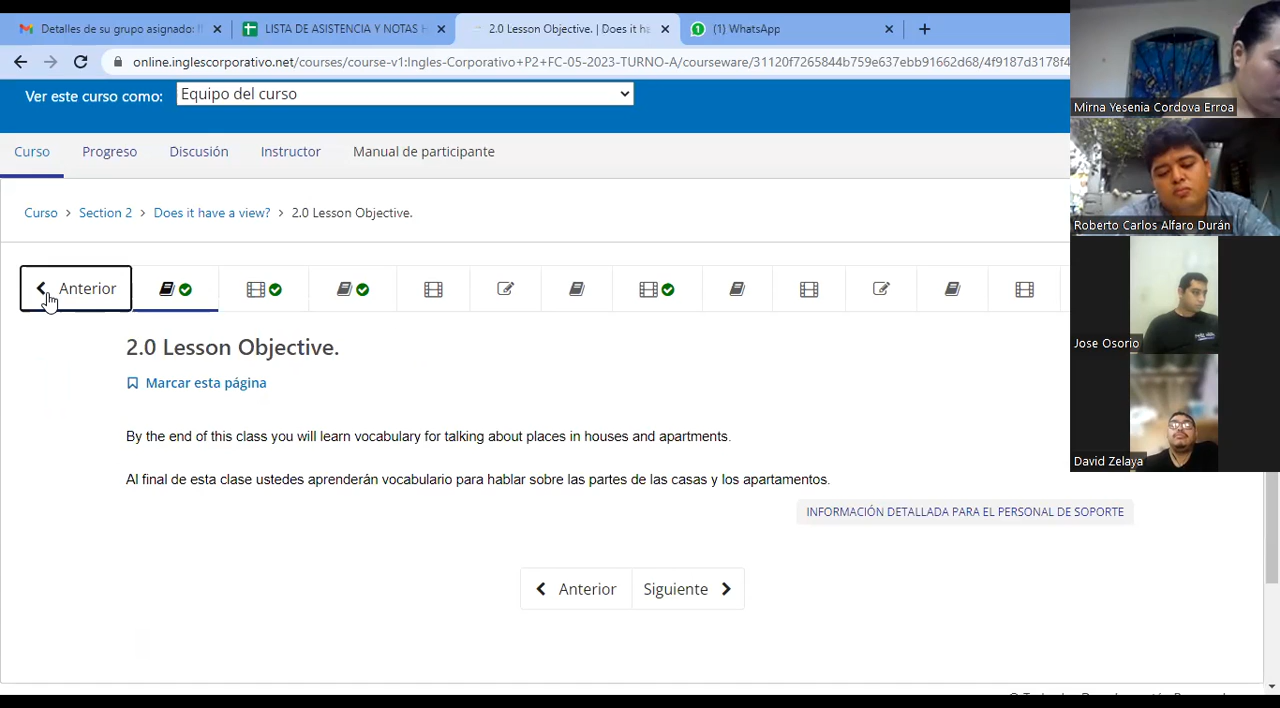 Detalles de su grupo asignado: I
LISTA DE ASISTENCIA Y NOTAS H
2.0 Lesson Objective. | Does it ha
(1) WhatsApp
online.inglescorporativo.net/courses/course-v1:Ingles-Corporativo+P2+FC-05-2023-TURNO-A/courseware/31120f7265844b759e637ebb91662d68/4f9187d3178f4
Ver este curso como:
Equipo del curso
Mirna Yesenia Cordova Erroa
Curso
Progreso
Discusión
Instructor
Manual de participante
Curso > Section 2 > Does it have a view? > 2.0 Lesson Objective.
Roberto Carlos Alfaro Durán
Anterior
2.0 Lesson Objective.
Jose Osorio
Marcar esta página
By the end of this class you will learn vocabulary for talking about places in houses and apartments.
David Zelaya
Al final de esta clase ustedes aprenderán vocabulario para hablar sobre las partes de las casas y los apartamentos.
INFORMACIÓN DETALLADA PARA EL PERSONAL DE SOPORTE
Anterior
Siguiente